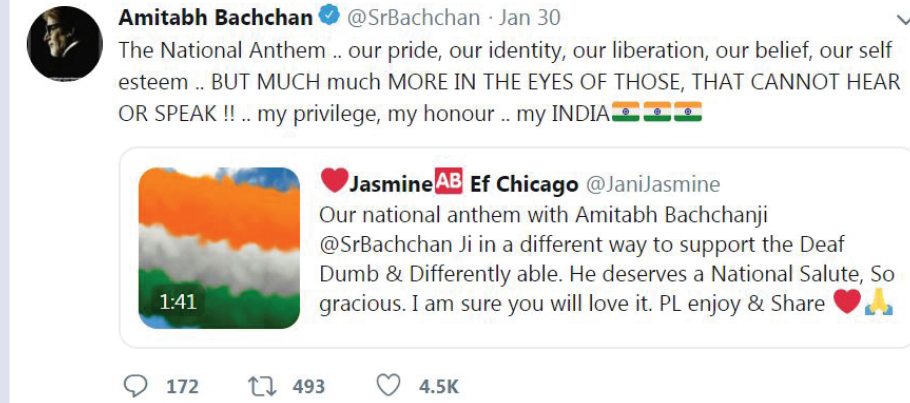 Amitabh Bachchan @SrBachchan · Jan 30
The National Anthem .. our pride, our identity, our liberation, our belief, our self
esteem .. BUT MUCH much MORE IN THE EYES OF THOSE, THAT CANNOT HEAR
OR SPEAK !! .. my privilege, my honour .. my INDIA🇮🇳🇮🇳🇮🇳
❤️Jasmine🆎 Ef Chicago @JaniJasmine
Our national anthem with Amitabh Bachchanji
@SrBachchan Ji in a different way to support the Deaf
Dumb & Differently able. He deserves a National Salute, So
gracious. I am sure you will love it. PL enjoy & Share ❤️🙏
1:41
172 493 4.5K